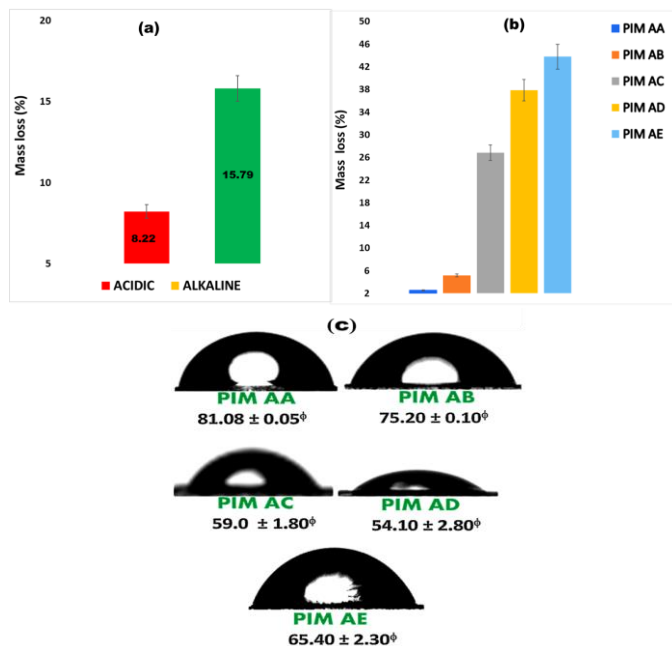 (a)
20
15
10
5
Mass loss (%)
8.22
15.79
ACIDIC
ALKALINE
(b)
50
46
42
38
34
30
26
22
18
14
10
6
2
Mass loss (%)
PIM AA
PIM AB
PIM AC
PIM AD
PIM AE
(c)
PIM AA
81.08 ± 0.05ᶲ
PIM AB
75.20 ± 0.10ᶲ
PIM AC
59.0 ± 1.80ᶲ
PIM AD
54.10 ± 2.80ᶲ
PIM AE
65.40 ± 2.30ᶲ